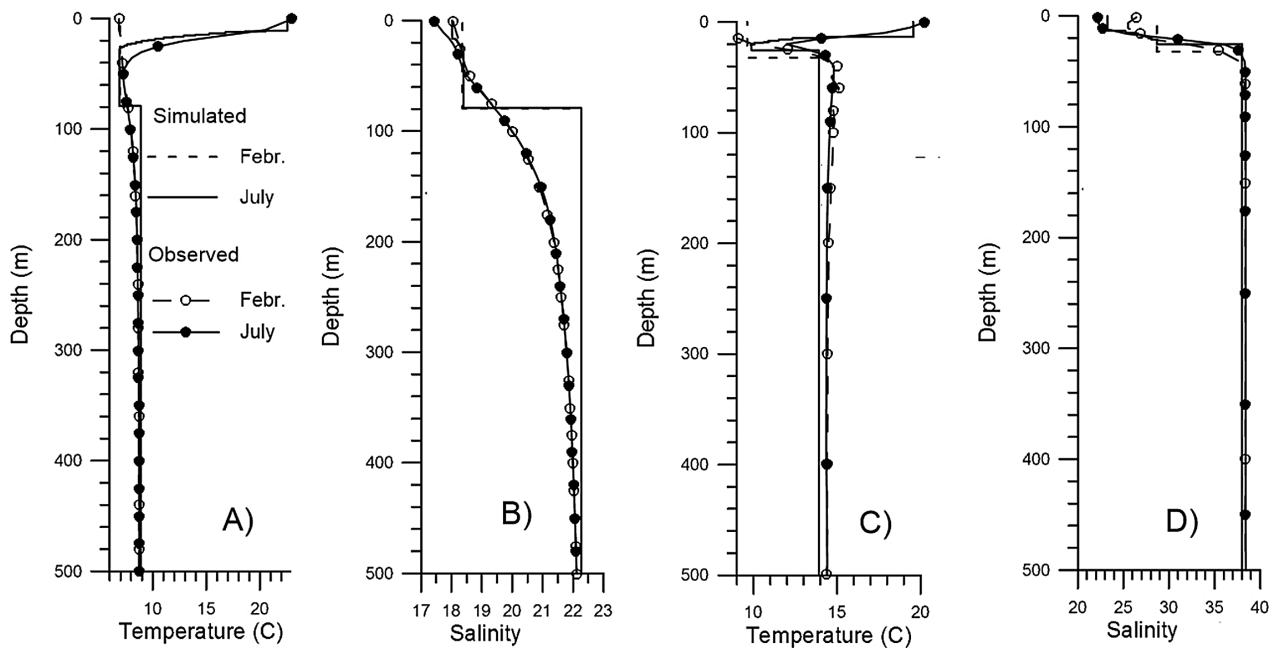 0
100
200
300
400
500
Depth (m)
10
20
Temperature (C)
Simulated
Febr.
July
Observed
Febr.
July
A)
0
100
200
300
400
500
Depth (m)
17
18
19
20
21
22
23
Salinity
B)
0
100
200
300
400
500
Depth (m)
10
15
20
Temperature (C)
C)
0
100
200
300
400
500
Depth (m)
20
25
30
35
40
Salinity
D)